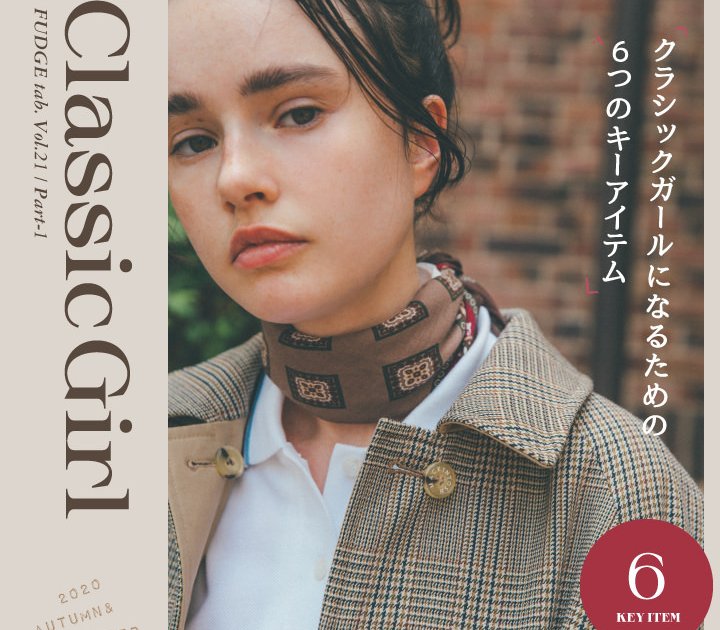 Classic Girl
FUDGE tab. Vol.21 / Part-1
「クラシックガールになるための
6つのキーアイテム」
2020
AUTUMN &
6
KEY ITEM